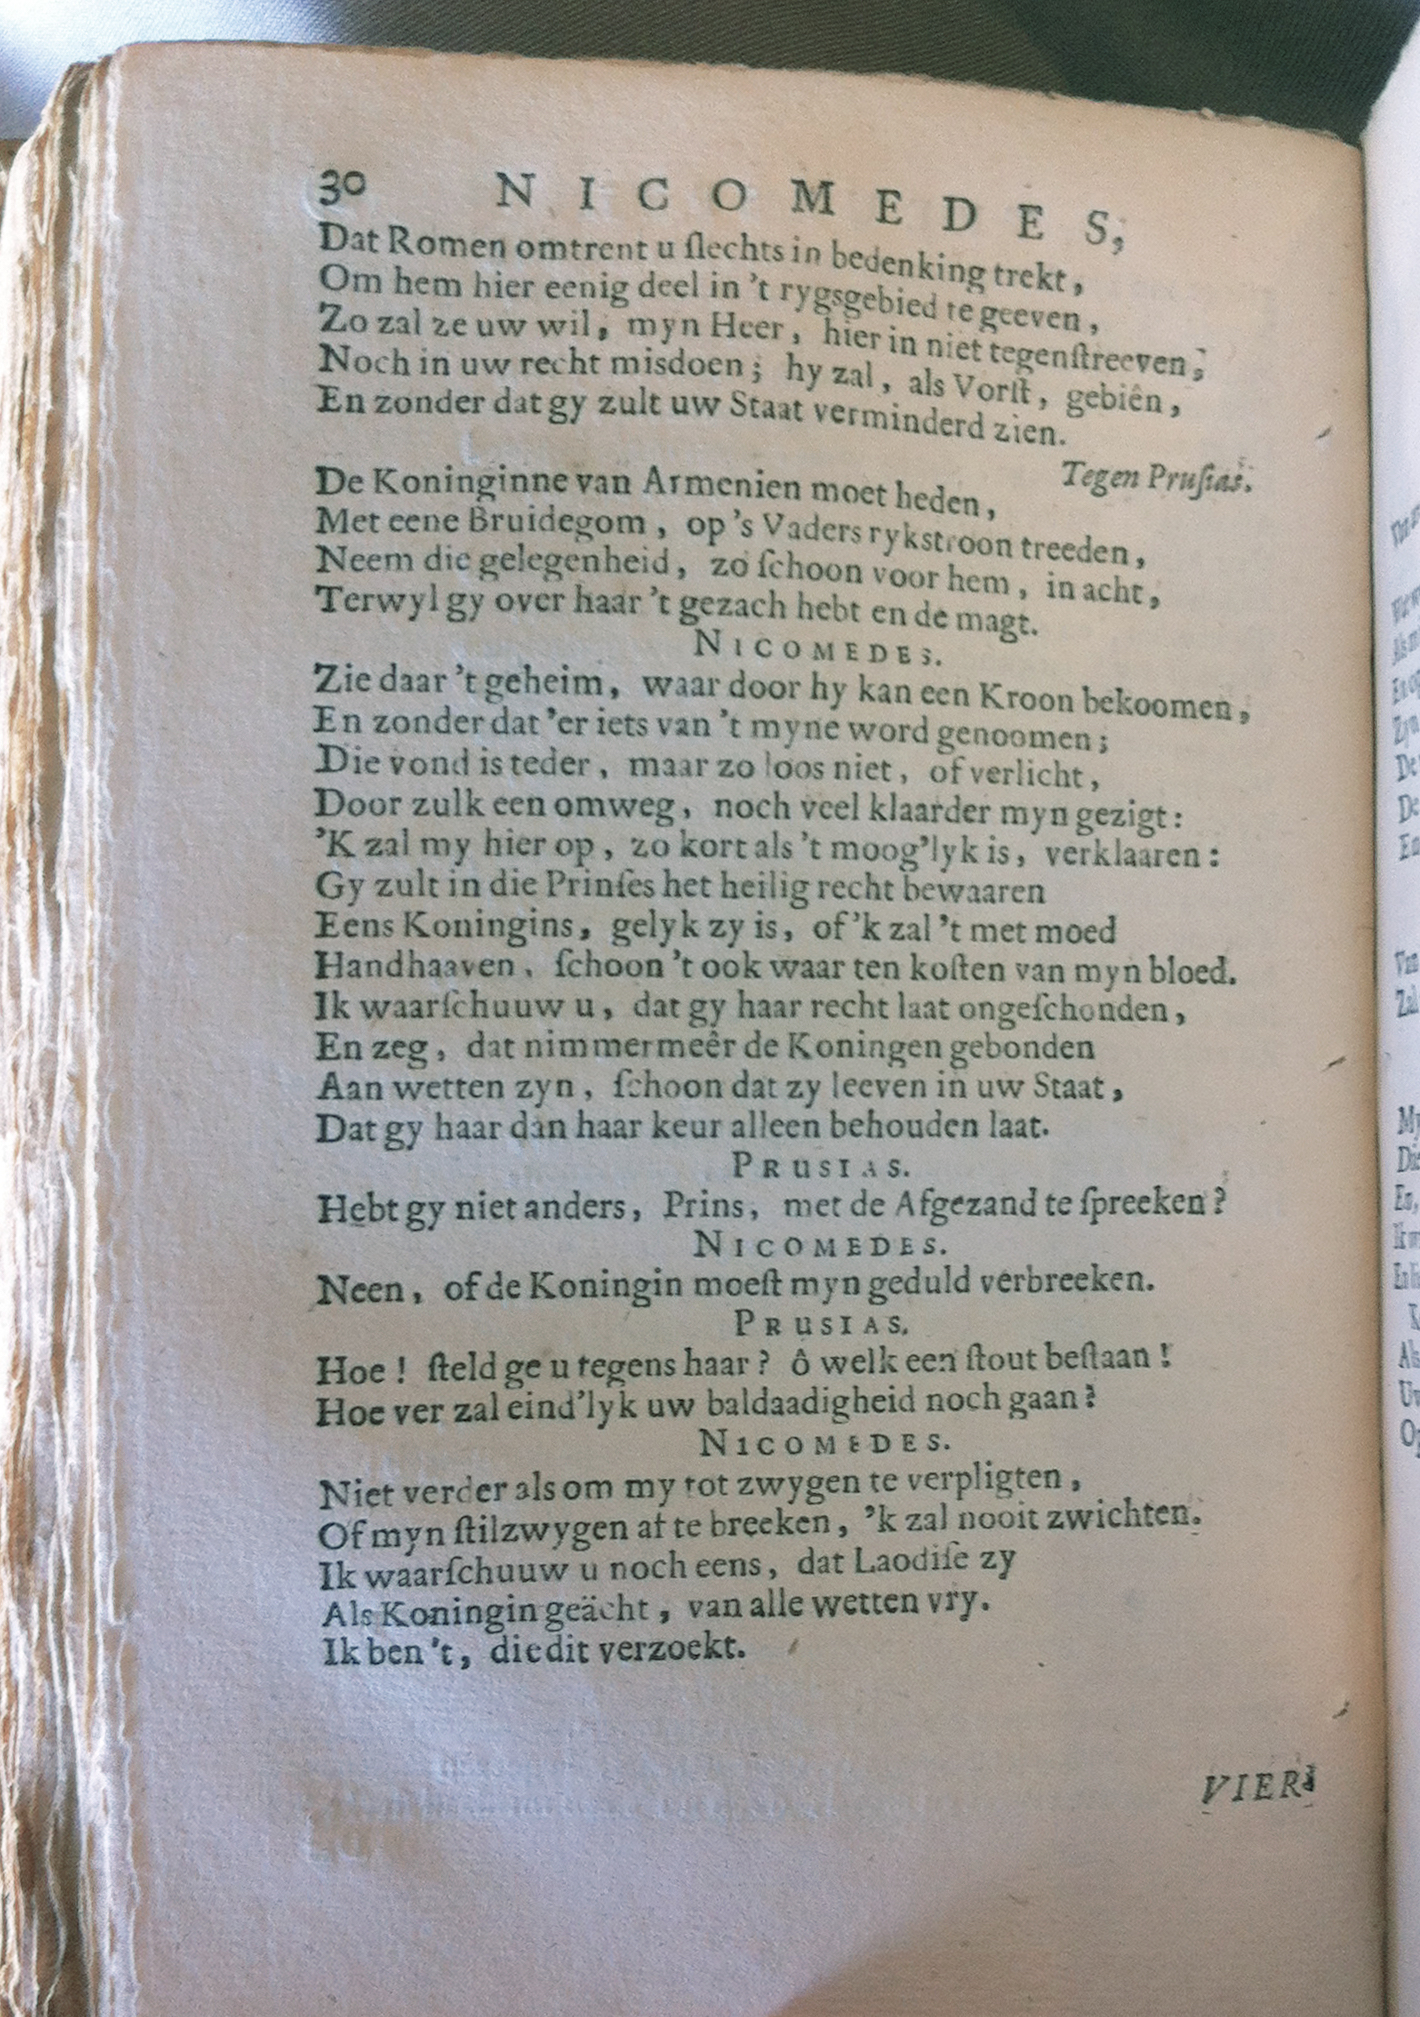 30 NICOMEDES,
Dat Romen omtrent u ſlechts in bedenking trekt,
Om hem hier eenig deel in 't rygsgebied te geeven,
Zo zal ze uw wil, myn Heer, hier in niet tegenſtreeven,
Noch in uw recht misdoen; hy zal, als Vorſt, gebiên,
En zonder dat gy zult uw Staat verminderd zien.
Tegen Pruſias.
De Koninginne van Armenien moet heden,
Met eene Bruidegom, op 's Vaders rykstroon treeden,
Neem die gelegenheid, zo ſchoon voor hem, in acht,
Terwyl gy over haar 't gezach hebt en de magt.
NICOMEDES.
Zie daar 't geheim, waar door hy kan een Kroon bekoomen,
En zonder dat 'er iets van 't myne word genoomen;
Die vond is teder, maar zo loos niet, of verlicht,
Door zulk een omweg, noch veel klaarder myn gezigt:
'K zal my hier op, zo kort als 't moog'lyk is, verklaaren:
Gy zult in die Prinſes het heilig recht bewaaren
Eens Koningins, gelyk zy is, of 'k zal 't met moed
Handhaaven, ſchoon 't ook waar ten koſten van myn bloed.
Ik waarſchuuw u, dat gy haar recht laat ongeſchonden,
En zeg, dat nimmermeêr de Koningen gebonden
Aan wetten zyn, ſchoon dat zy leeven in uw Staat,
Dat gy haar dan haar keur alleen behouden laat.
PRUSIAS.
Hebt gy niet anders, Prins, met de Afgezand te ſpreeken?
NICOMEDES.
Neen, of de Koningin moeſt myn geduld verbreeken.
PRUSIAS.
Hoe! ſteld ge u tegens haar? ô welk een ſtout beſtaan!
Hoe ver zal eind'lyk uw baldaadigheid noch gaan?
NICOMEDES.
Niet verder als om my tot zwygen te verpligten,
Of myn ſtilzwygen af te breeken, 'k zal nooit zwichten.
Ik waarſchuuw u noch eens, dat Laodiſe zy
Als Koningin geächt, van alle wetten vry.
Ik ben 't, die dit verzoekt.
VIER-